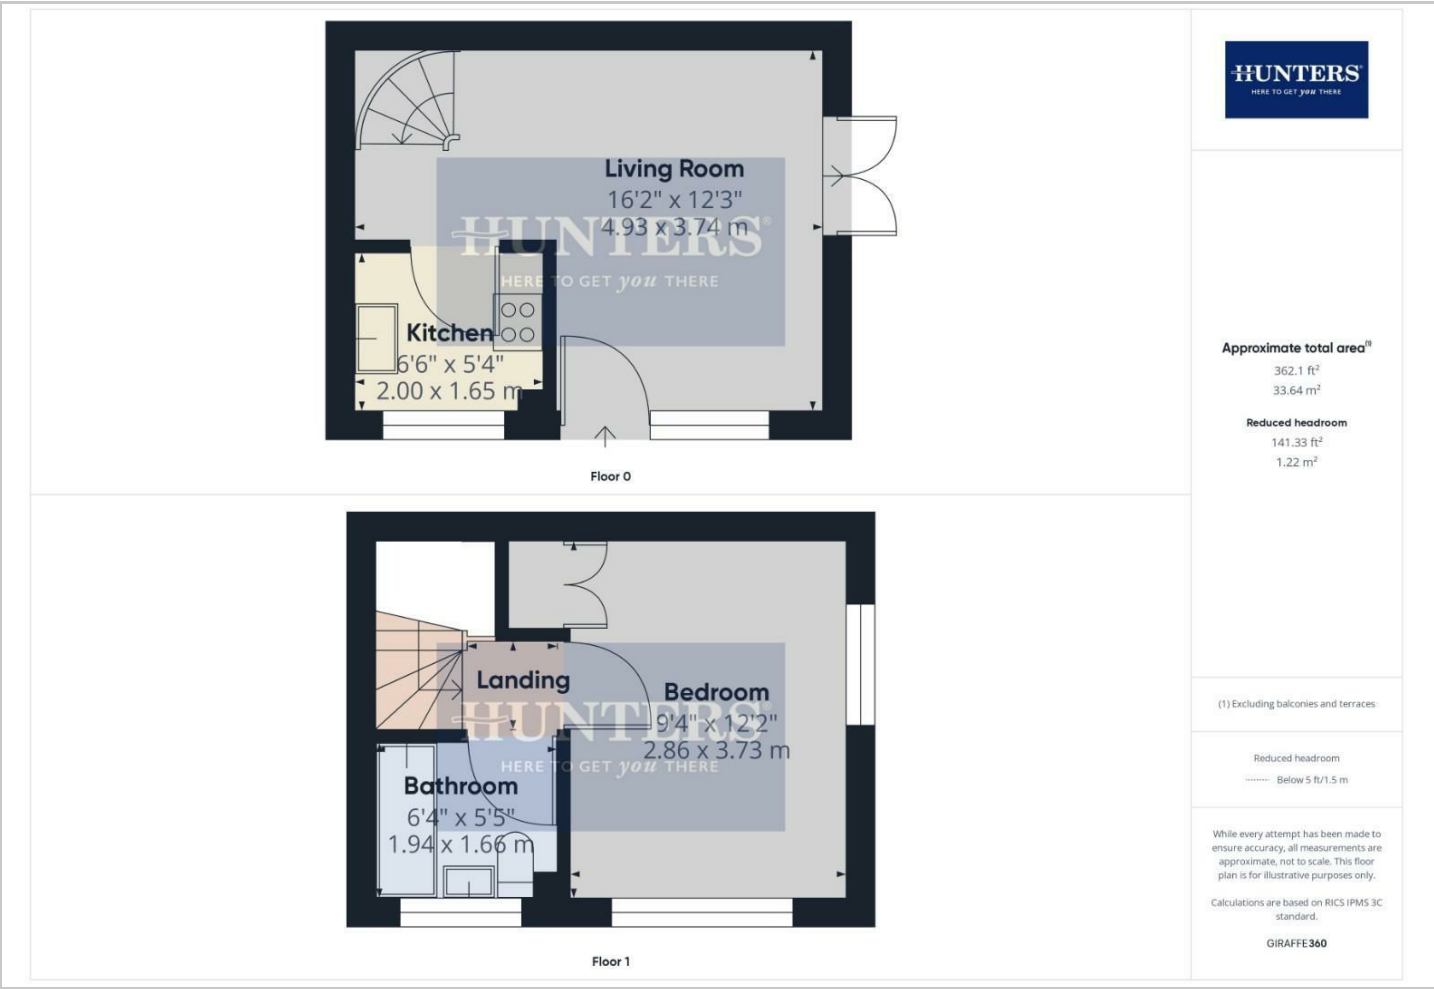 Living Room
16'2" x 12'3"
4.93 x 3.74 m
HUNTERS®
HERE TO GET you THERE
Kitchen
6'6" x 5'4"
2.00 x 1.65 m
Floor 0
Landing
Bedroom
9'4" x 12'2"
2.86 x 3.73 m
HUNTERS
HERE TO GET you THERE
Bathroom
6'4" x 5'5"
1.94 x 1.66 m
Floor 1
HUNTERS®
HERE TO GET you THERE
Approximate total area⁽¹⁾
362.1 ft²
33.64 m²
Reduced headroom
141.33 ft²
1.22 m²
(1) Excluding balconies and terraces
Reduced headroom
Below 5 ft/1.5 m
While every attempt has been made to
ensure accuracy, all measurements are
approximate, not to scale. This floor
plan is for illustrative purposes only.
Calculations are based on RICS IPMS 3C
standard.
GIRAFFE360